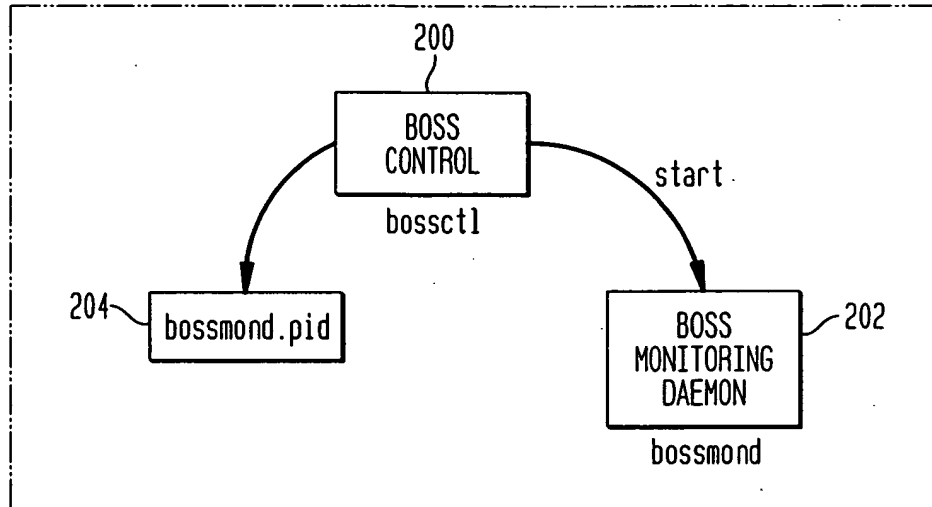 200
BOSS
CONTROL
start
bossctl
204
bossmond.pid
BOSS
MONITORING
DAEMON
202
bossmond